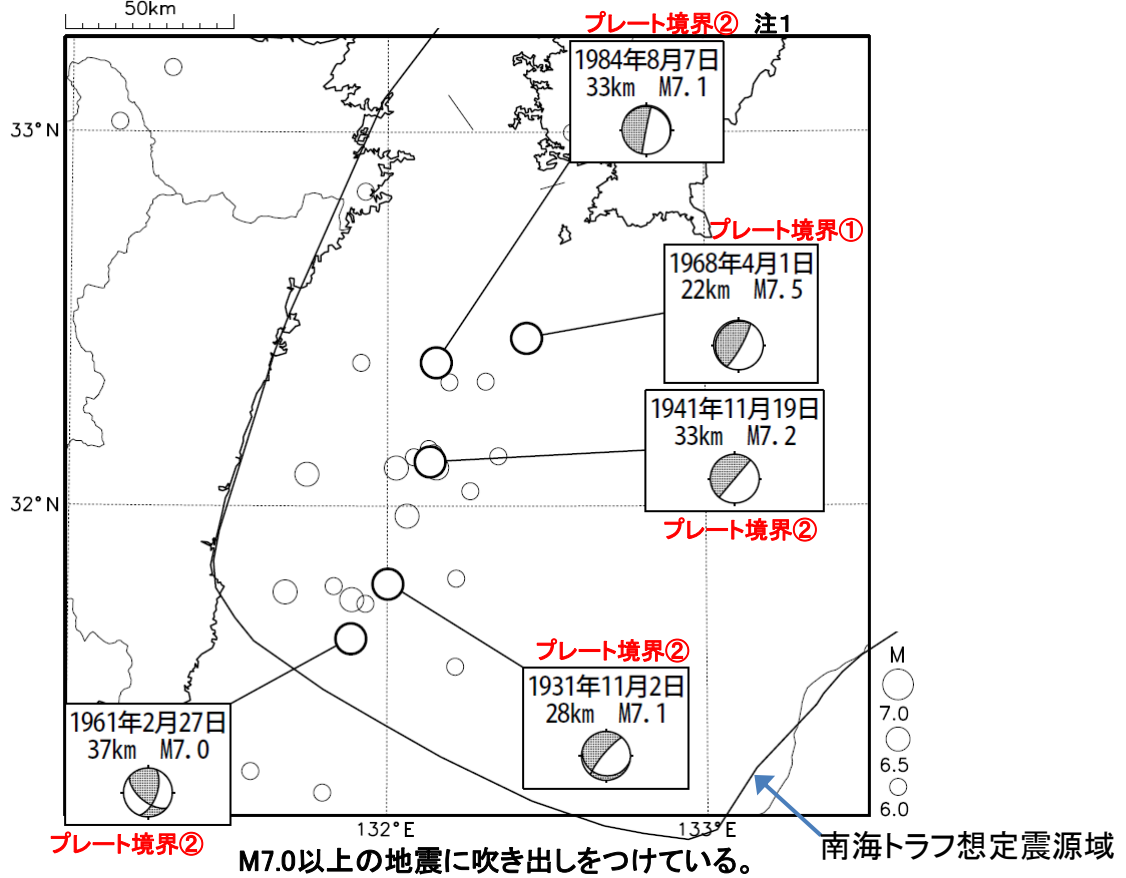 50km
プレート境界② 注1
1984年8月7日
33km M7.1
33°N
プレート境界①
1968年4月1日
22km M7.5
1941年11月19日
33km M7.2
プレート境界②
32°N
プレート境界②
1931年11月2日
28km M7.1
1961年2月27日
37km M7.0
プレート境界②
M
7.0
6.5
6.0
132°E
133°E
南海トラフ想定震源域
M7.0以上の地震に吹き出しをつけている。